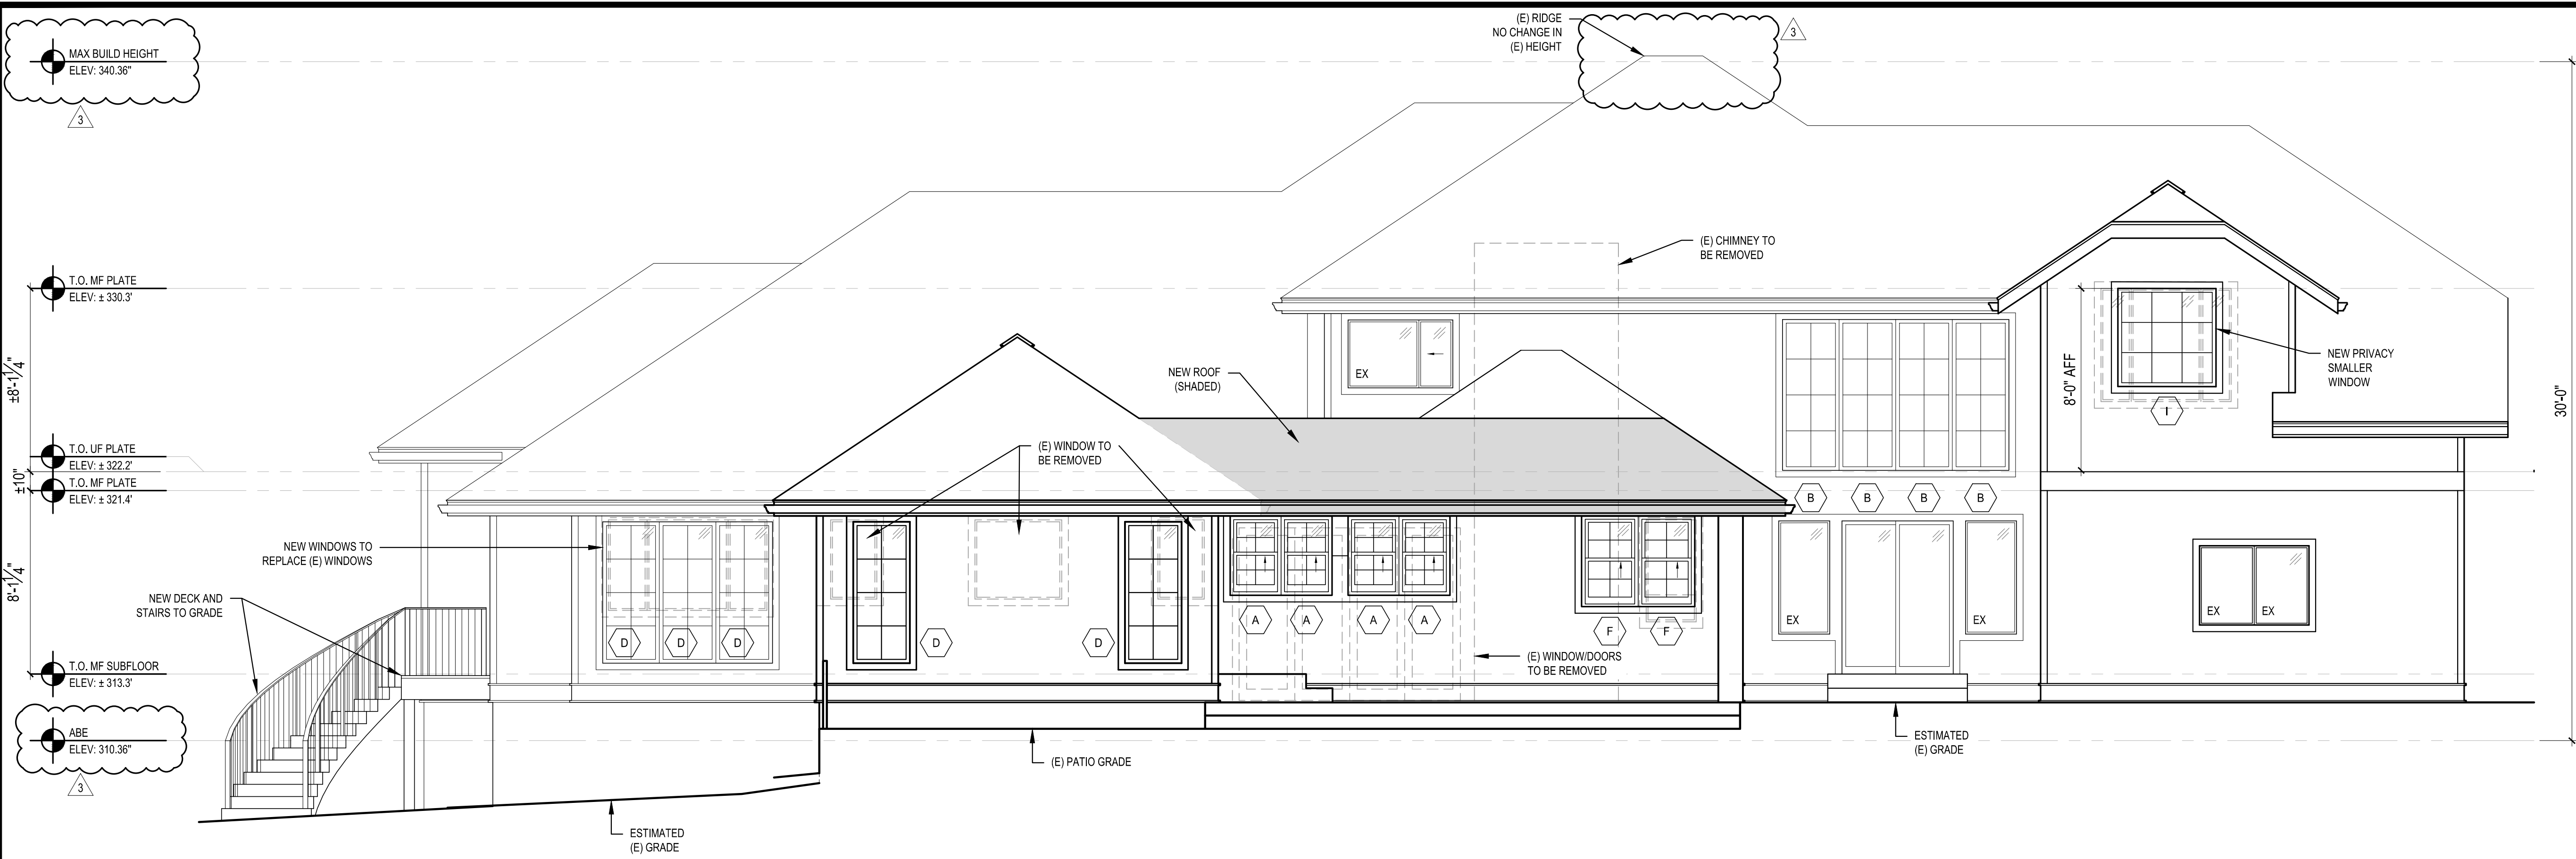 MAX BUILD HEIGHT
ELEV: 340.36"
3
(E) RIDGE
NO CHANGE IN
(E) HEIGHT
3
(E) CHIMNEY TO
BE REMOVED
T.O. MF PLATE
ELEV: ± 330.3'
±8'-1 1/4"
EX
NEW ROOF
(SHADED)
8'-0" AFF
NEW PRIVACY
SMALLER
WINDOW
I
30'-0"
T.O. UF PLATE
ELEV: ± 322.2'
±10"
T.O. MF PLATE
ELEV: ± 321.4'
(E) WINDOW TO
BE REMOVED
B
B
B
B
NEW WINDOWS TO
REPLACE (E) WINDOWS
8'-1 1/4"
NEW DECK AND
STAIRS TO GRADE
D
D
D
D
D
A
A
A
A
F
F
EX
EX
EX
EX
(E) WINDOW/DOORS
TO BE REMOVED
T.O. MF SUBFLOOR
ELEV: ± 313.3'
ABE
ELEV: 310.36"
3
(E) PATIO GRADE
ESTIMATED
(E) GRADE
ESTIMATED
(E) GRADE